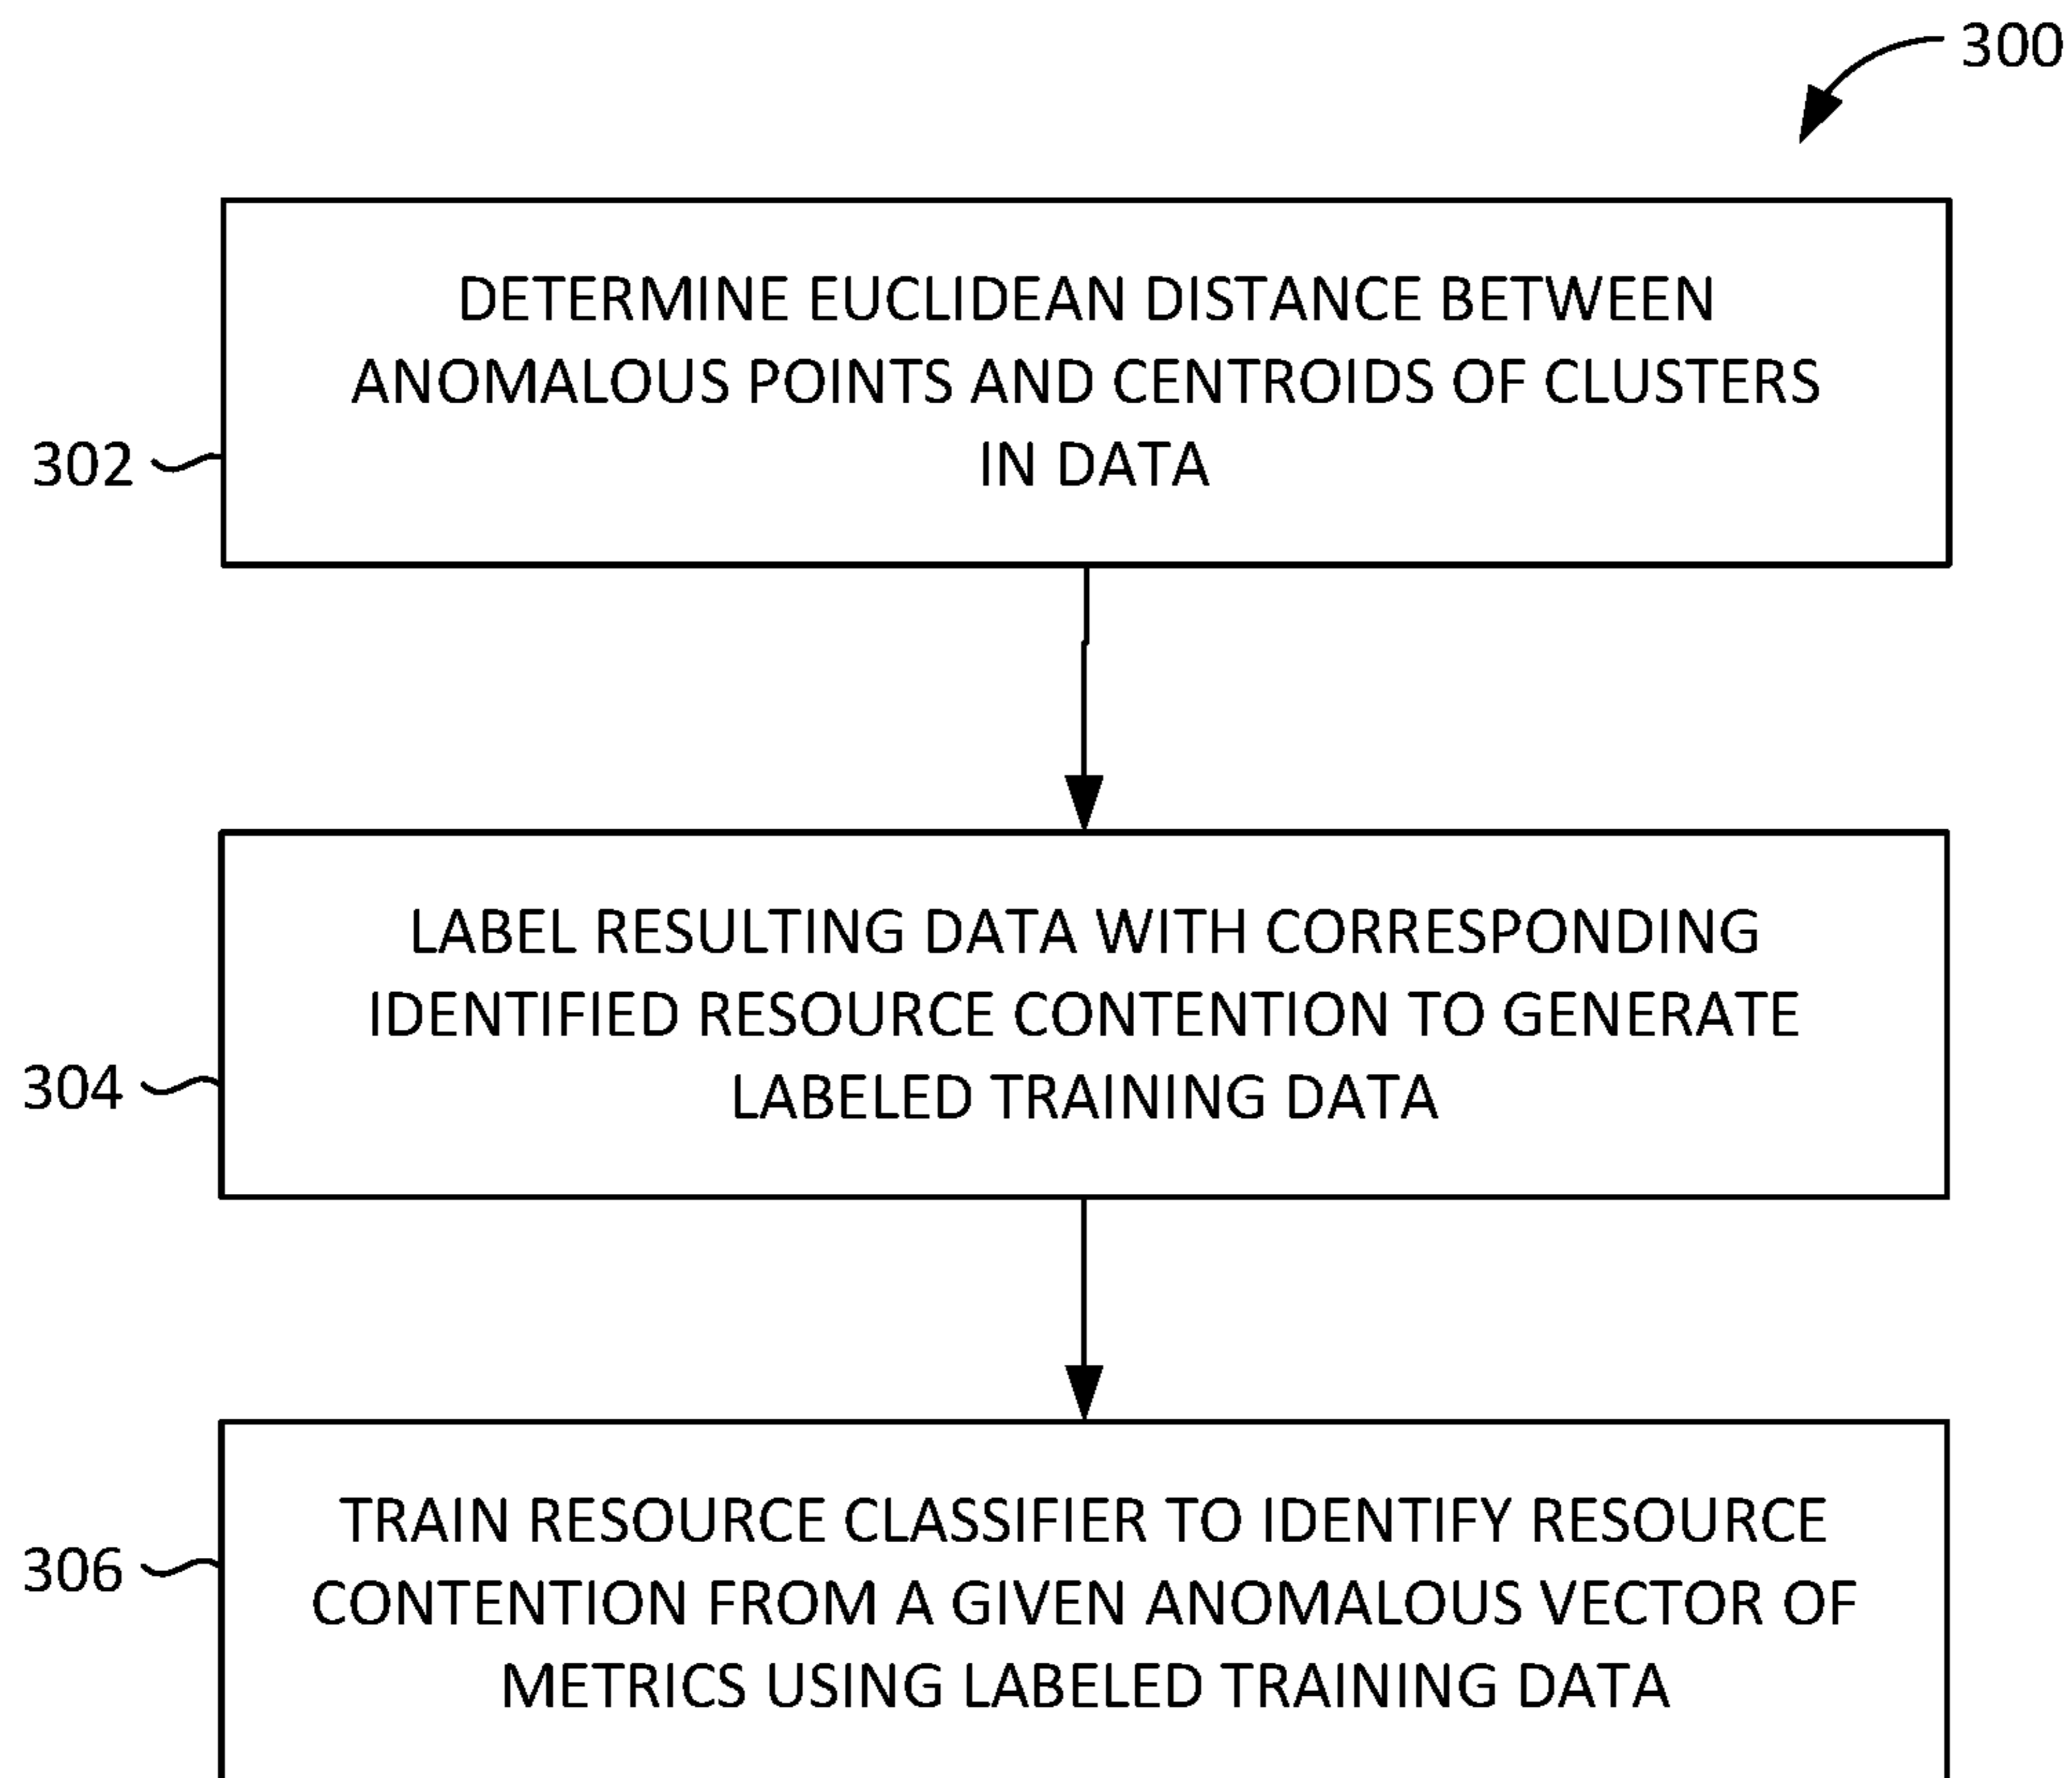 300
DETERMINE EUCLIDEAN DISTANCE BETWEEN
ANOMALOUS POINTS AND CENTROIDS OF CLUSTERS
IN DATA
302
LABEL RESULTING DATA WITH CORRESPONDING
IDENTIFIED RESOURCE CONTENTION TO GENERATE
LABELED TRAINING DATA
304
TRAIN RESOURCE CLASSIFIER TO IDENTIFY RESOURCE
CONTENTION FROM A GIVEN ANOMALOUS VECTOR OF
METRICS USING LABELED TRAINING DATA
306